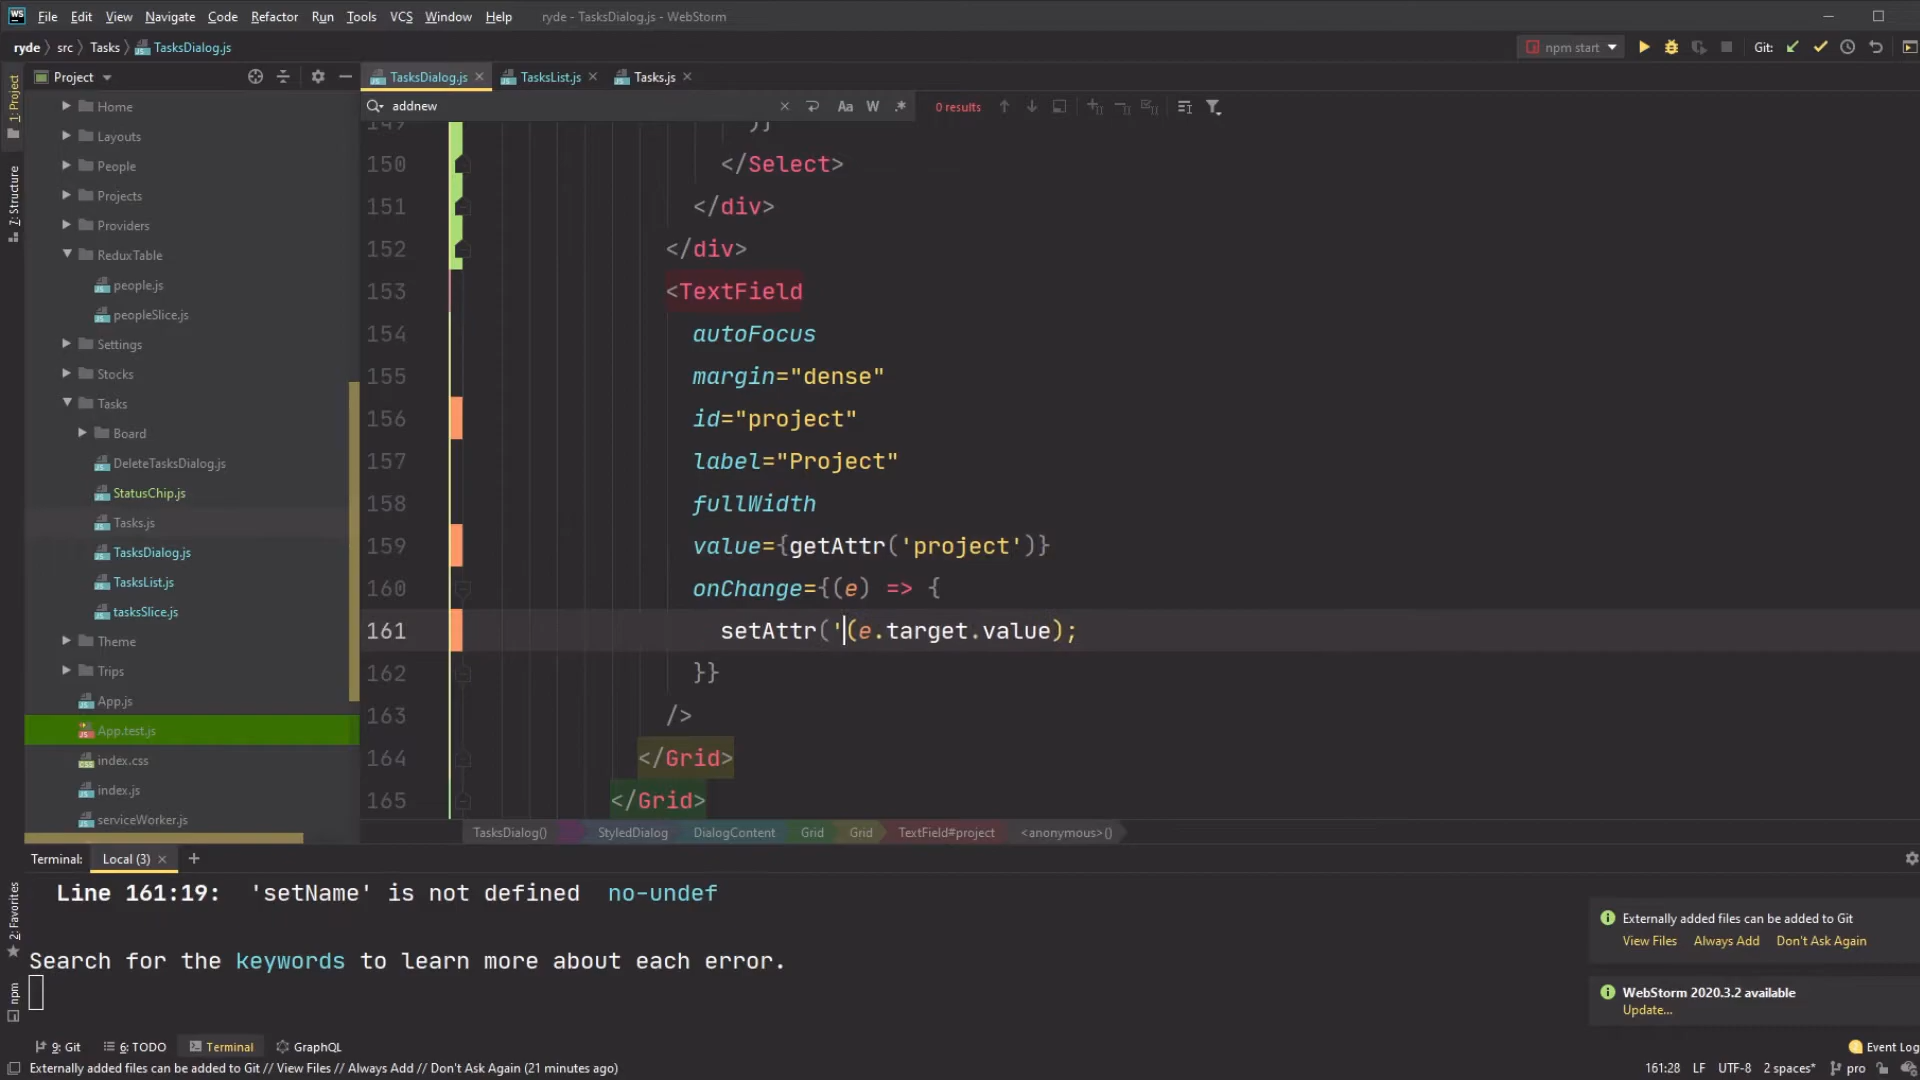 WS File Edit View Navigate Code Refactor Run Tools VCS Window Help ryde - TasksDialog.js - WebStorm
ryde src Tasks TasksDialog.js npm start Git:
1: Project
7: Structure
2: Favorites
npm
Project
TasksDialog.js TasksList.js Tasks.js
addnew Aa W .* 0 results
Home
Layouts
People
Projects
Providers
ReduxTable
people.js
peopleSlice.js
Settings
Stocks
Tasks
Board
DeleteTasksDialog.js
StatusChip.js
Tasks.js
TasksDialog.js
TasksList.js
tasksSlice.js
Theme
Trips
App.js
App.test.js
index.css
index.js
serviceWorker.js
149 )}
150 </Select>
151 </div>
152 </div>
153 <TextField
154 autoFocus
155 margin="dense"
156 id="project"
157 label="Project"
158 fullWidth
159 value={getAttr('project')}
160 onChange={(e) => {
161 setAttr('(e.target.value);
162 }}
163 />
164 </Grid>
165 </Grid>
TasksDialog() StyledDialog DialogContent Grid Grid TextField#project <anonymous>()
Terminal: Local (3) +
Line 161:19: 'setName' is not defined no-undef
Search for the keywords to learn more about each error.
Externally added files can be added to Git
View Files Always Add Don't Ask Again
WebStorm 2020.3.2 available
Update...
9: Git 6: TODO Terminal GraphQL Event Log
Externally added files can be added to Git // View Files // Always Add // Don't Ask Again (21 minutes ago) 161:28 LF UTF-8 2 spaces* pro